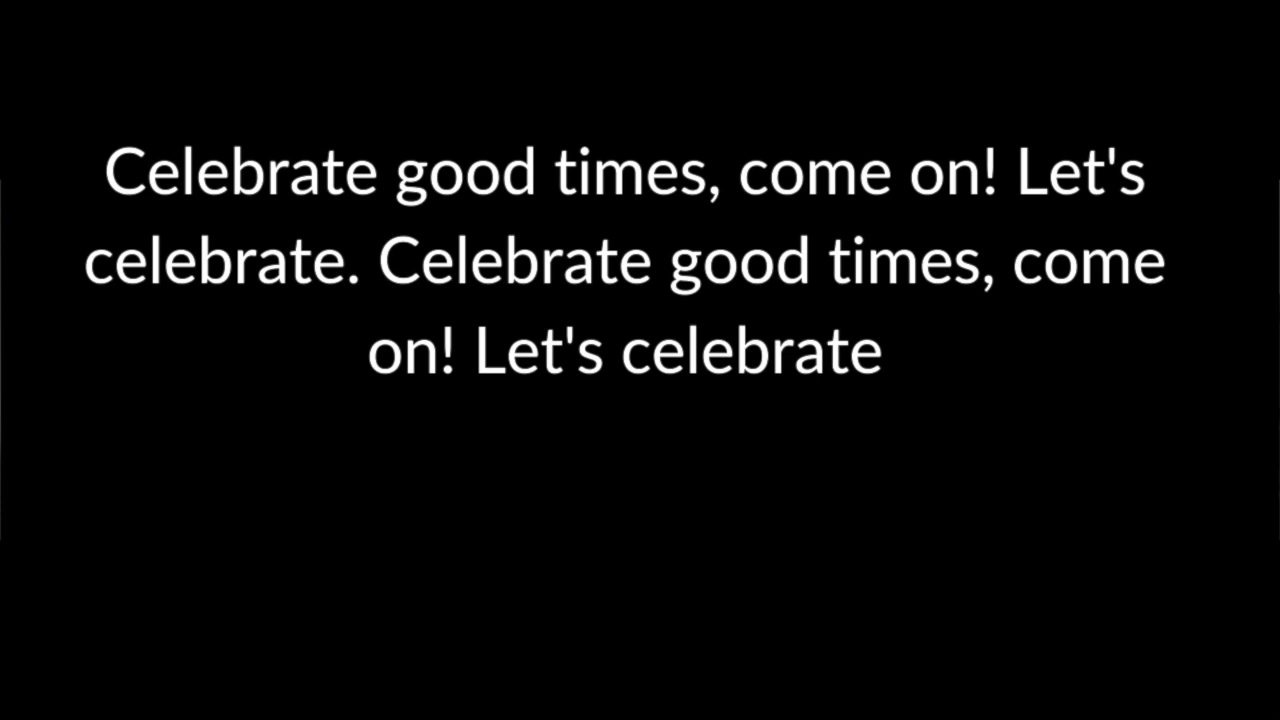 Celebrate good times, come on! Let's
celebrate. Celebrate good times, come
on! Let's celebrate